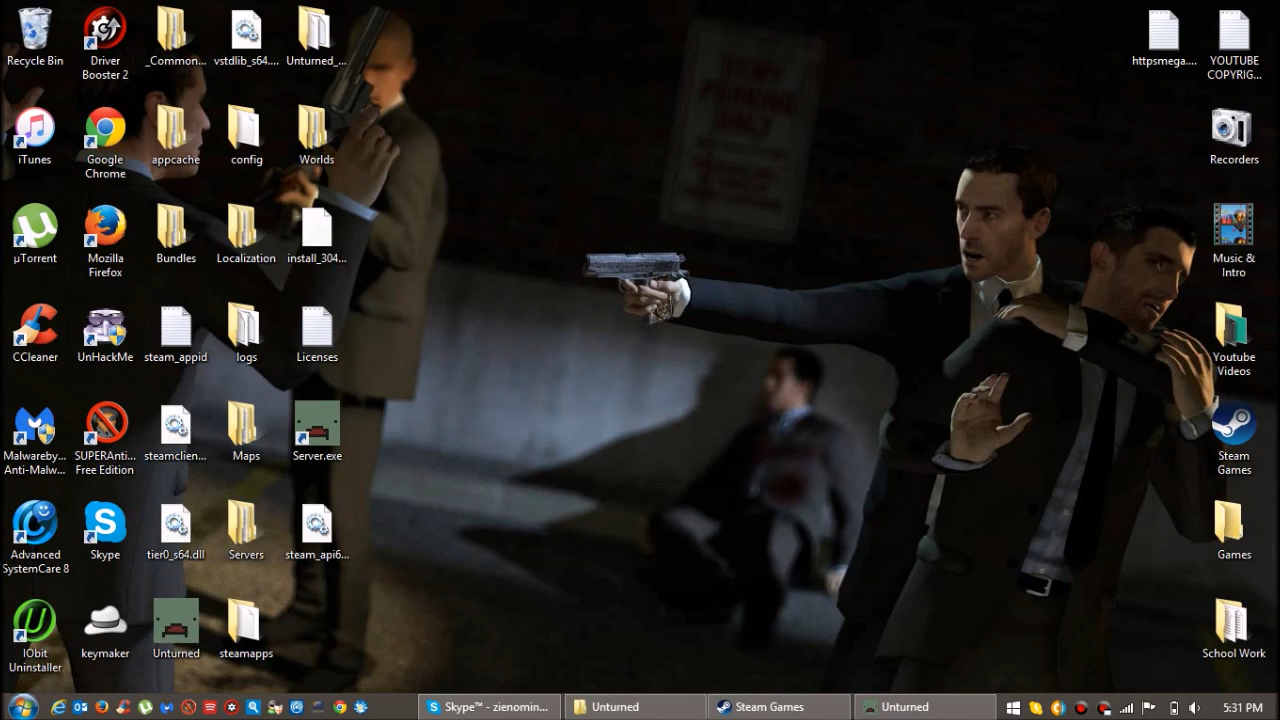 Recycle Bin
Driver
Booster 2
_Common...
vstdlib_s64....
Unturned_...
httpsmega....
YOUTUBE
COPYRIG...
iTunes
Google
Chrome
appcache
config
Worlds
Recorders
µTorrent
Mozilla
Firefox
Bundles
Localization
install_304...
Music &
Intro
CCleaner
UnHackMe
steam_appid
logs
Licenses
Youtube
Videos
Malwareby...
Anti-Malw...
SUPERAnti...
Free Edition
steamclien...
Maps
Server.exe
Steam
Games
Advanced
SystemCare 8
Skype
tier0_s64.dll
Servers
steam_api6...
Games
IObit
Uninstaller
keymaker
Unturned
steamapps
School Work
Skype™ - zienomin...
Unturned
Steam Games
Unturned
5:31 PM